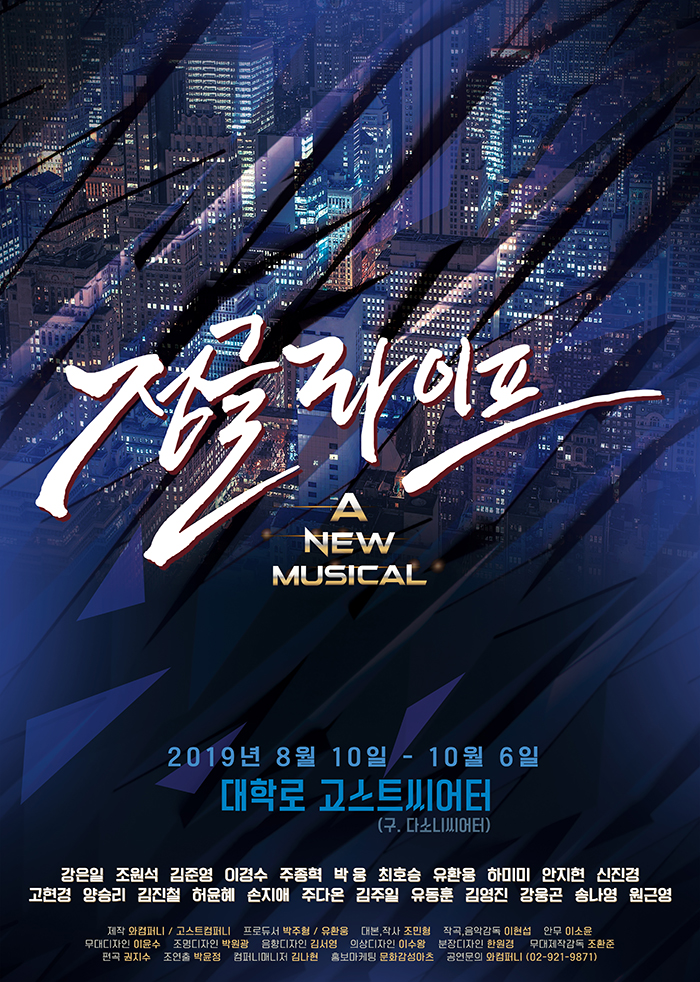 정글라이프
A
NEW
MUSICAL
2019년 8월 10일 - 10월 6일
대학로 고스트씨어터
(구. 다소니씨어터)
강은일 조원석 김준영 이경수 주종혁 박 웅 최호승 유환웅 하미미 안지현 신진경
고현경 양승리 김진철 허윤혜 손지애 주다온 김주일 유동훈 김영진 강웅곤 송나영 원근영
제작 와컴퍼니 / 고스트컴퍼니 프로듀서 박주형 / 유환웅 대본,작사 조민형 작곡,음악감독 이현섭 안무 이소윤
무대디자인 이윤수 조명디자인 박원광 음향디자인 김서영 의상디자인 이수왕 분장디자인 한원경 무대제작감독 조환준
편곡 권지수 조연출 박윤정 컴퍼니매니저 김나현 홍보마케팅 문화감성아츠 공연문의 와컴퍼니 (02-921-9871)